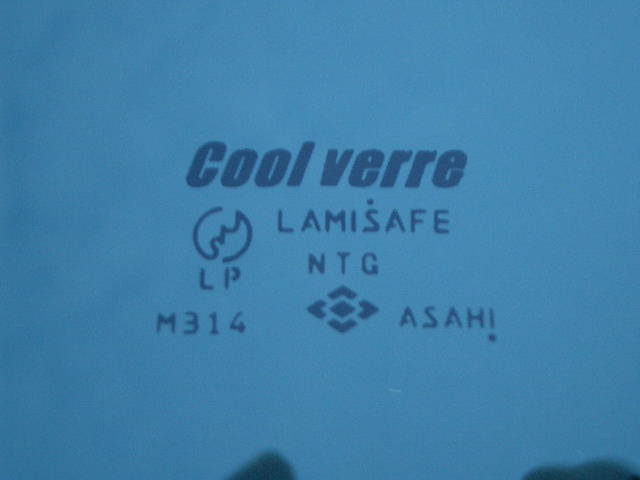 Cool verre
LAMISAFE
LP NTG
M314 ASAHI